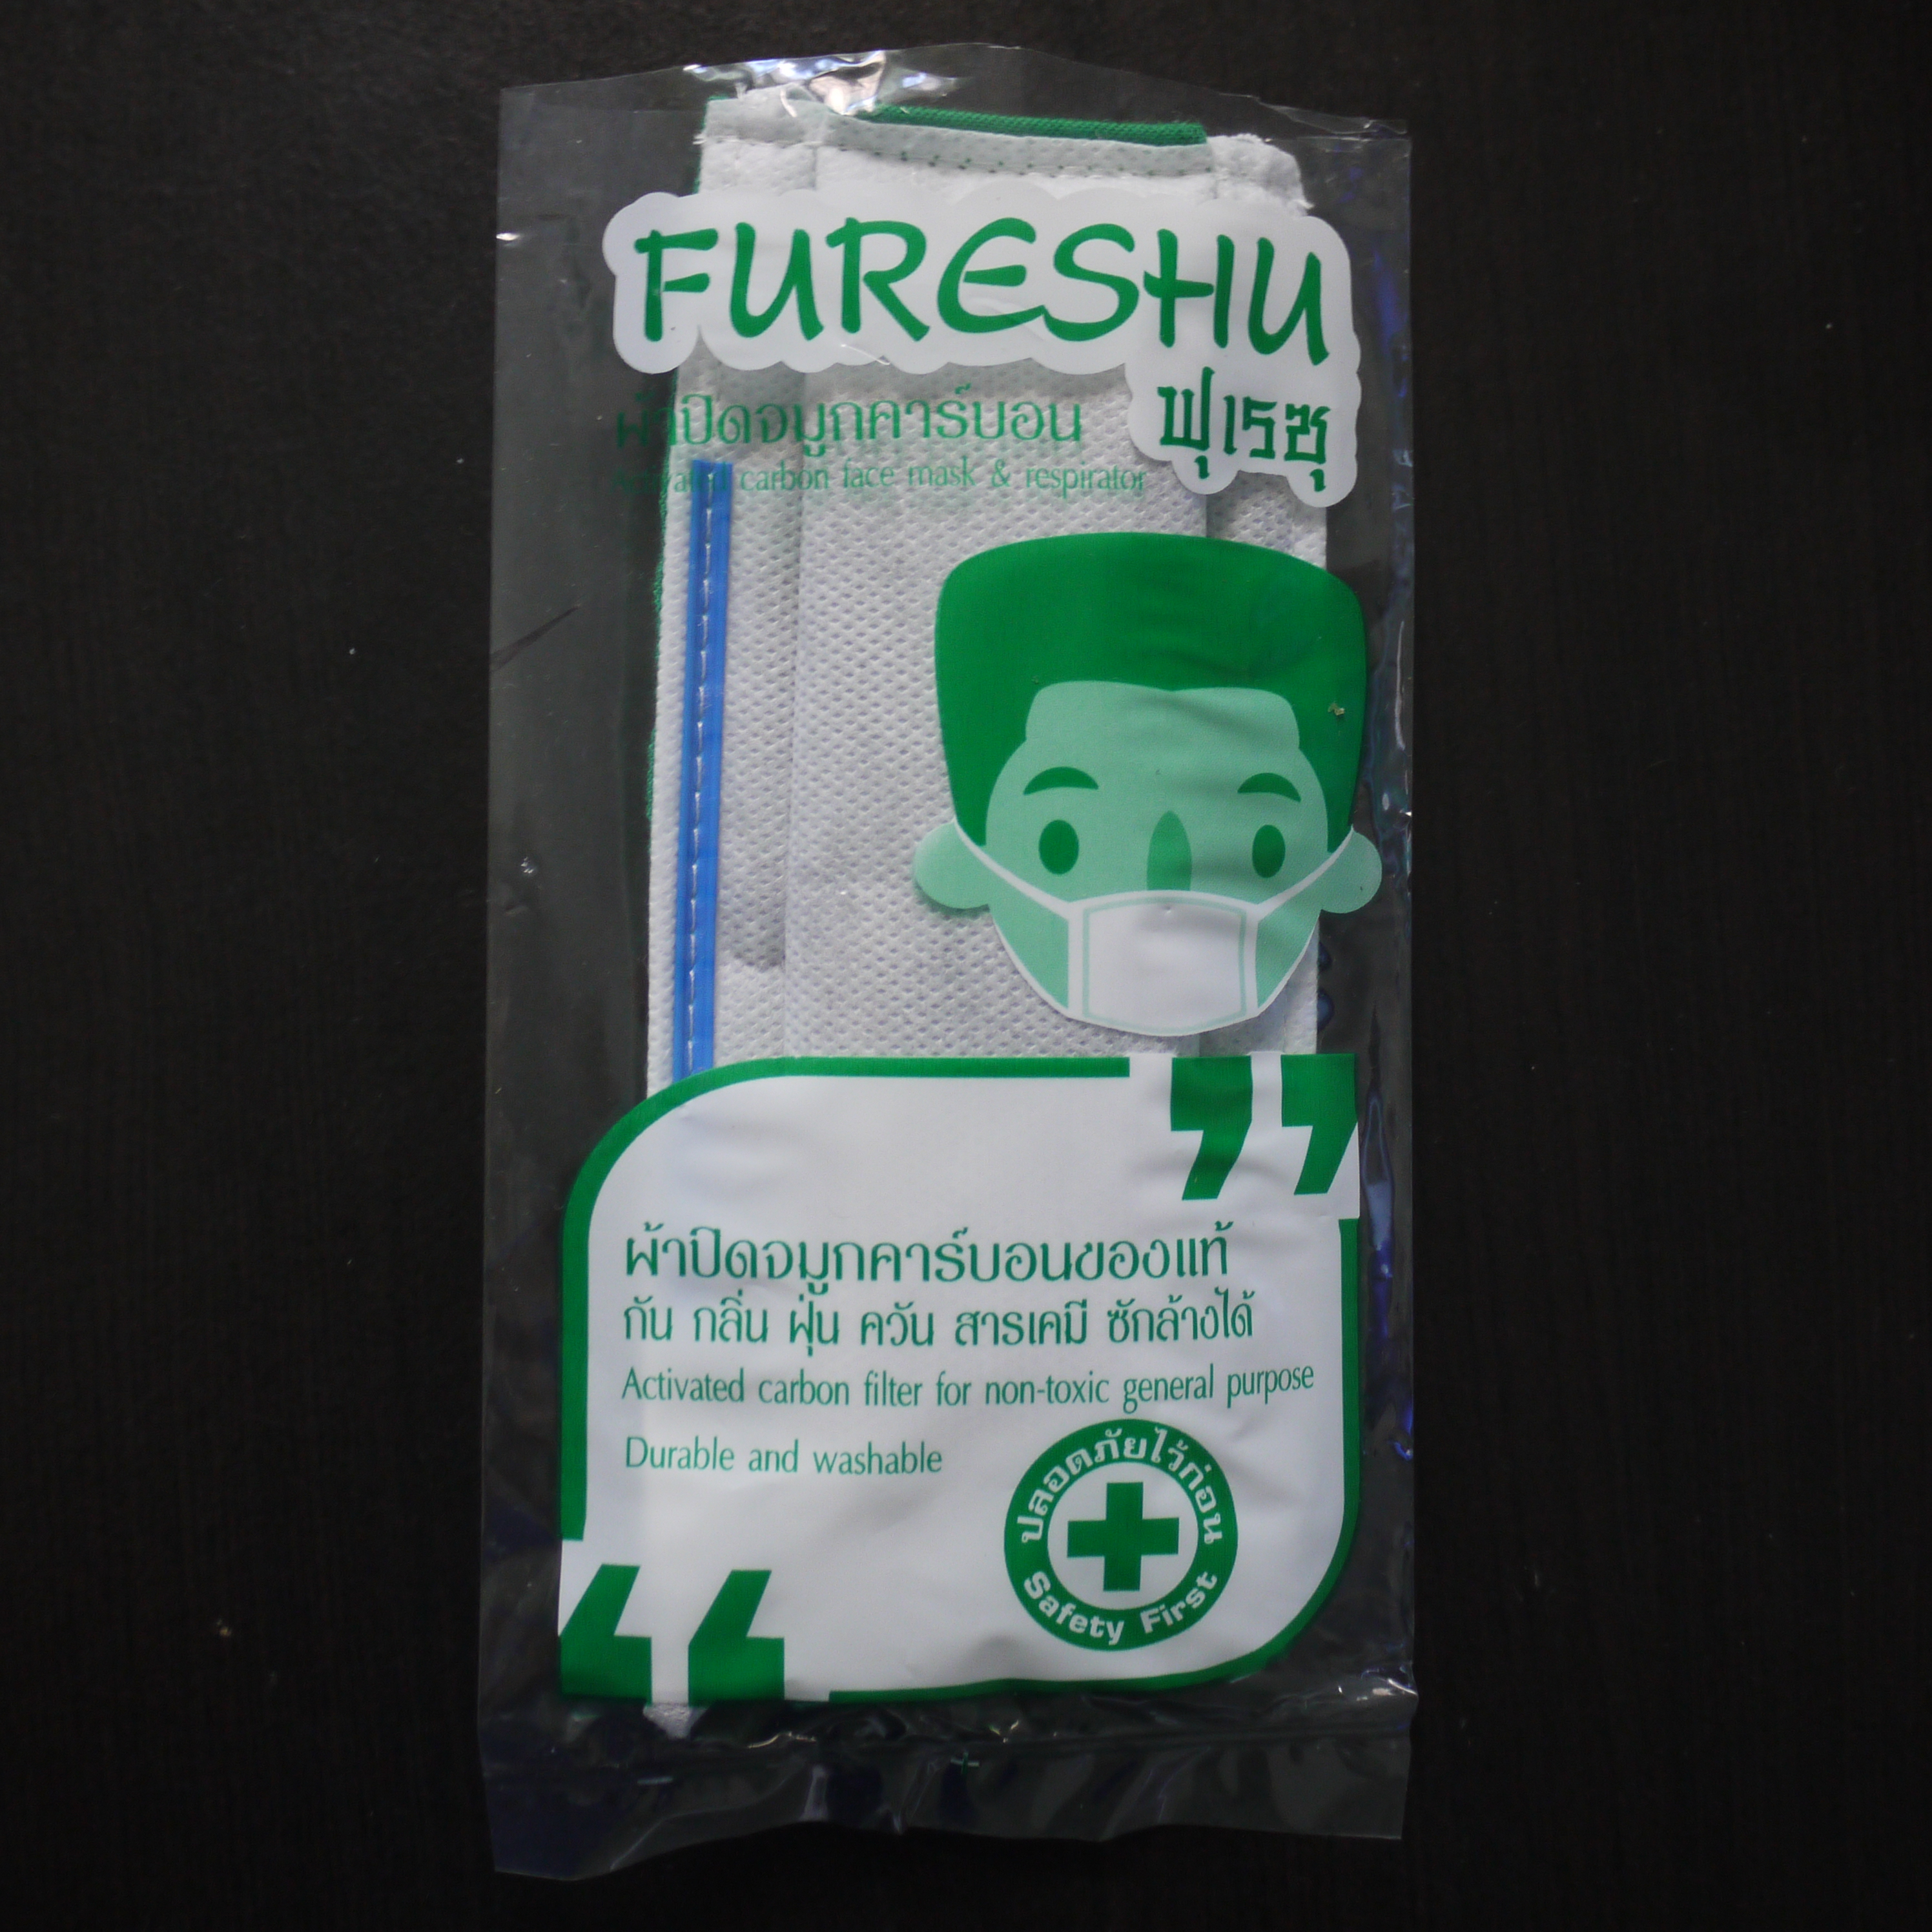 FURESHU
ฟุเรซุ
ผ้าปิดจมูกคาร์บอน
Activated carbon face mask & respirator
ผ้าปิดจมูกคาร์บอนของแท้
กัน กลิ่น ฝุ่น ควัน สารเคมี ซักล้างได้
Activated carbon filter for non-toxic general purpose
Durable and washable
ปลอดภัยไว้ก่อน
Safety First